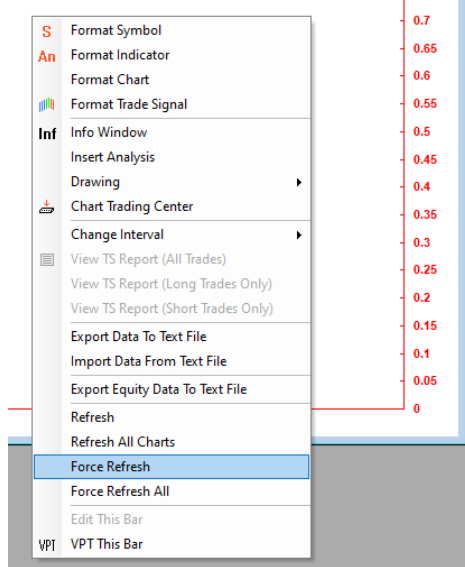 S Format Symbol
An Format Indicator
Format Chart
Format Trade Signal
Inf Info Window
Insert Analysis
Drawing
Chart Trading Center
Change Interval
View TS Report (All Trades)
View TS Report (Long Trades Only)
View TS Report (Short Trades Only)
Export Data To Text File
Import Data From Text File
Export Equity Data To Text File
Refresh
Refresh All Charts
Force Refresh
Force Refresh All
Edit This Bar
VPT VPT This Bar
0.7
0.65
0.6
0.55
0.5
0.45
0.4
0.35
0.3
0.25
0.2
0.15
0.1
0.05
0